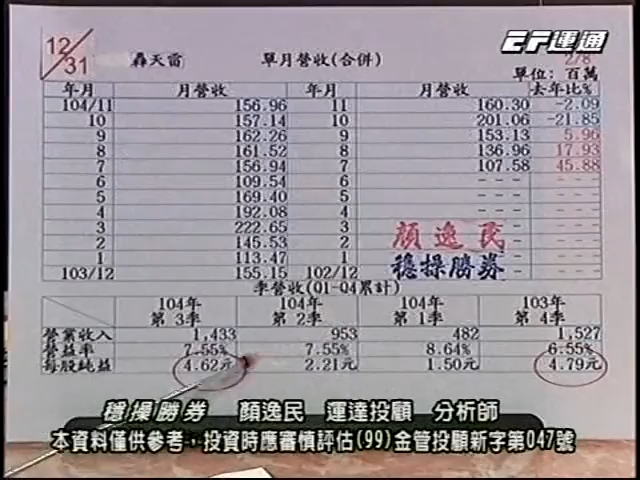 12/31
轟天雷 單月營收(合併)
EF運通
2/8
單位: 百萬
年月 月營收 年月 月營收 去年比%
104/11 156.96 11 160.30 -2.09
10 157.14 10 201.06 -21.85
9 162.26 9 153.13 5.96
8 161.52 8 136.96 17.93
7 156.94 7 107.58 45.88
6 109.54 6 --- ---
5 169.40 5 --- ---
4 192.08 4 --- ---
3 222.65 3
2 145.53 2
1 113.47 1
103/12 155.15 102/12
顏逸民
穩操勝券
季營收(Q1-Q4累計)
104年 104年 104年 103年
第 3季 第 2季 第 1季 第 4季
營業收入 1,433 953 482 1,527
營益率 7.55% 7.55% 8.64% 6.55%
每股純益 4.62元 2.21元 1.50元 4.79元
穩操勝券 顏逸民 運達投顧 分析師
本資料僅供參考，投資時應審慎評估(99)金管投顧新字第047號